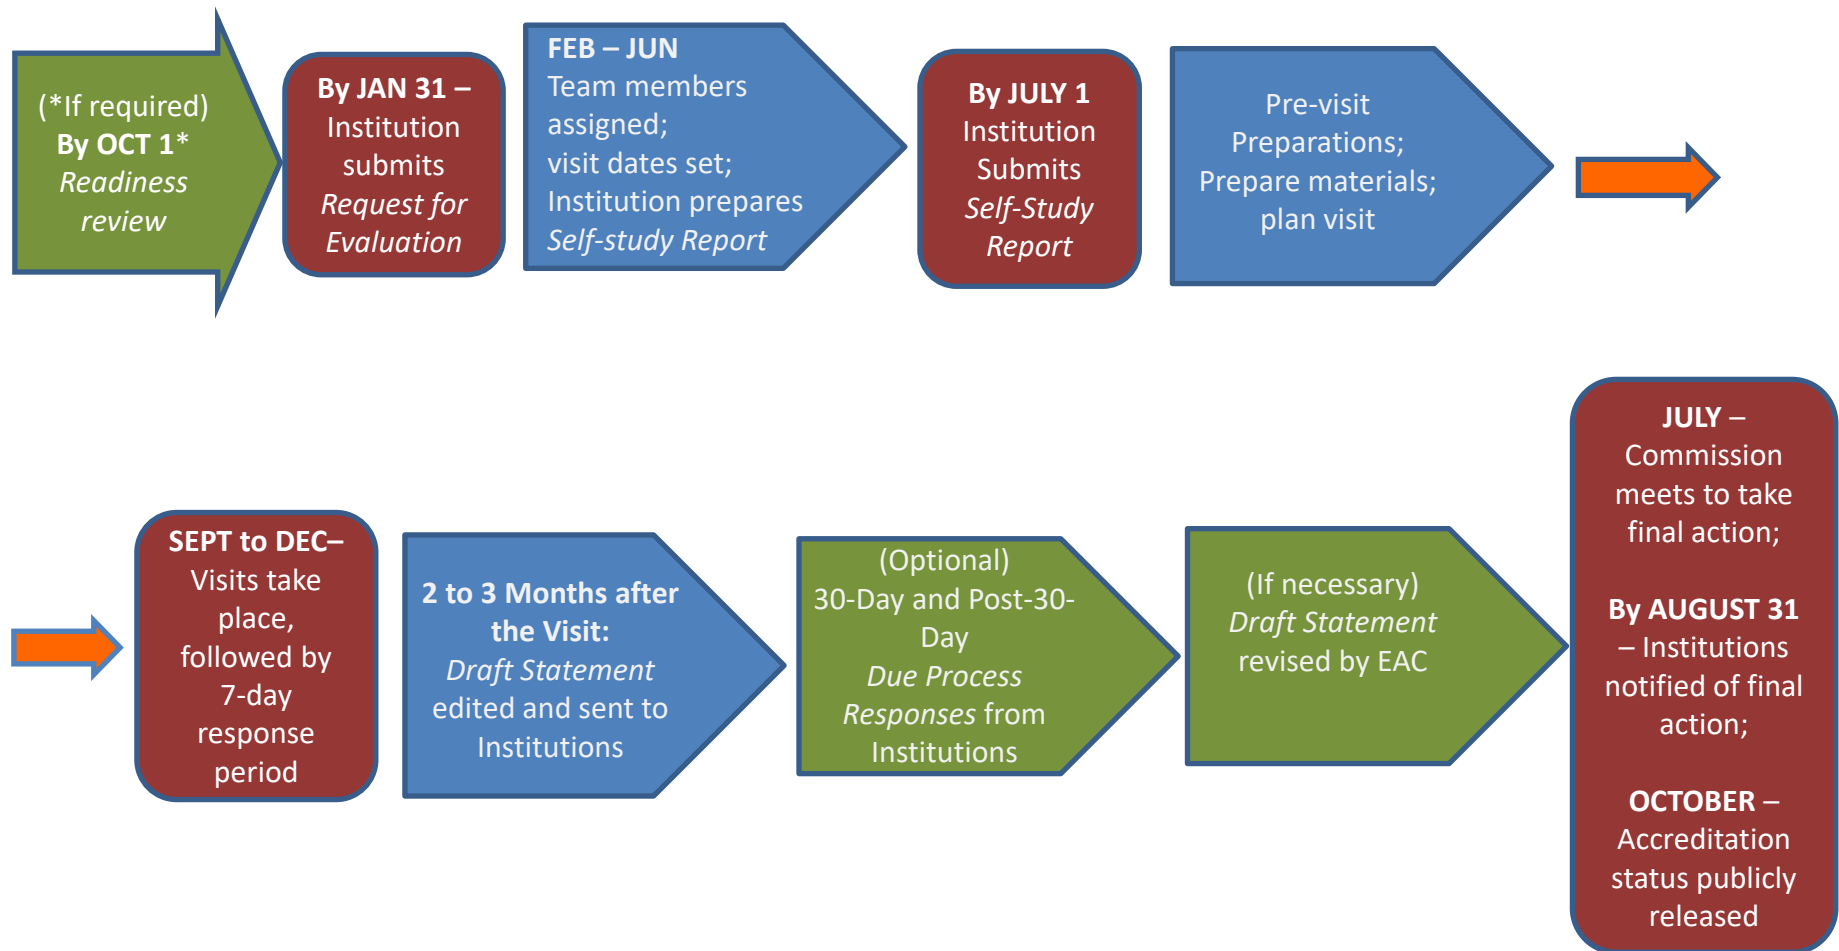 (*If required)
By OCT 1*
Readiness
review
By JAN 31 –
Institution
submits
Request for
Evaluation
FEB – JUN
Team members
assigned;
visit dates set;
Institution prepares
Self-study Report
By JULY 1
Institution
Submits
Self-Study
Report
Pre-visit
Preparations;
Prepare materials;
plan visit
SEPT to DEC–
Visits take
place,
followed by
7-day
response
period
2 to 3 Months after
the Visit:
Draft Statement
edited and sent to
Institutions
(Optional)
30-Day and Post-30-
Day
Due Process
Responses from
Institutions
(If necessary)
Draft Statement
revised by EAC
JULY –
Commission
meets to take
final action;
By AUGUST 31
– Institutions
notified of final
action;
OCTOBER –
Accreditation
status publicly
released